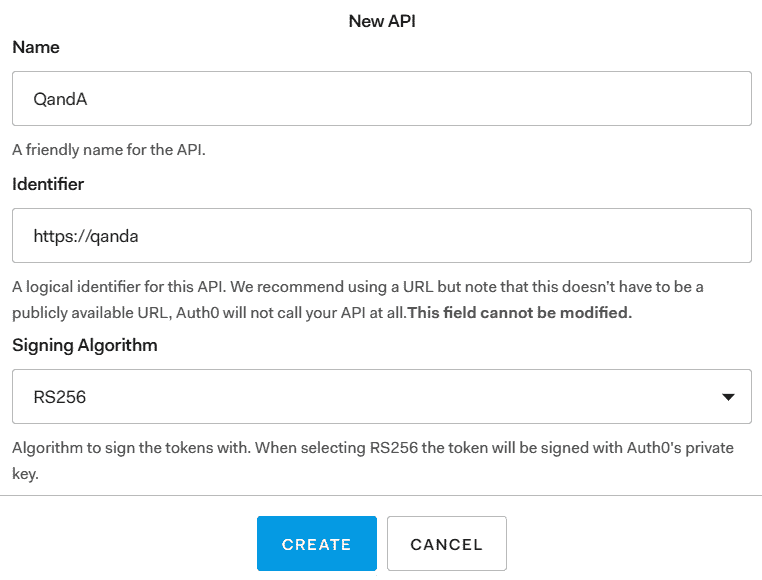 New API
Name
QandA
A friendly name for the API.
Identifier
https://qanda
A logical identifier for this API. We recommend using a URL but note that this doesn't have to be a
publicly available URL, Auth0 will not call your API at all.This field cannot be modified.
Signing Algorithm
RS256
Algorithm to sign the tokens with. When selecting RS256 the token will be signed with Auth0's private
key.
CREATE
CANCEL